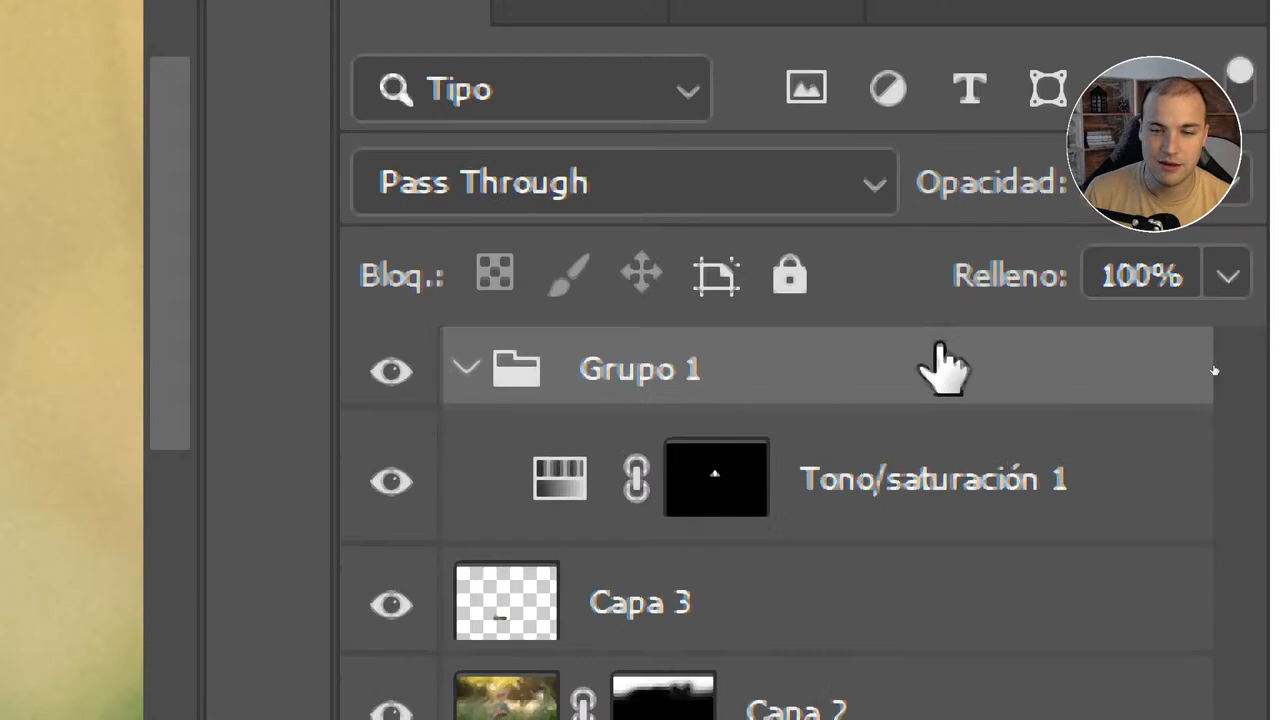 Tipo
Pass Through Opacidad:
Bloq.: Relleno: 100%
Grupo 1
Tono/saturación 1
Capa 3
Capa 2